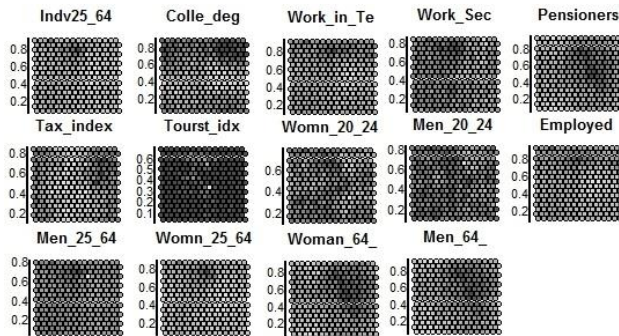 Indv25_64 Colle_deg Work_in_Te Work_Sec Pensioners
0.8 0.8 0.8 0.8 0.8
0.6 0.6 0.6 0.6 0.6
0.4 0.4 0.4 0.4 0.4
0.2 0.2 0.2 0.2 0.2
Tax_index Tourst_idx Womn_20_24 Men_20_24 Employed
0.8 0.6 0.6 0.8 0.8
0.6 0.5 0.4 0.6 0.6
0.4 0.4 0.2 0.4 0.4
0.2 0.3 0.2 0.2
0.2
0.1
Men_25_64 Womn_25_64 Woman_64_ Men_64_
0.8 0.8 0.8 0.8
0.6 0.6 0.6 0.6
0.4 0.4 0.4 0.4
0.2 0.2 0.2 0.2